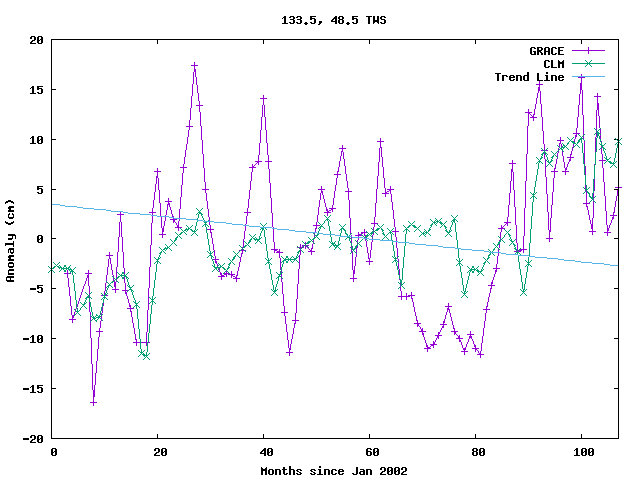 133.5, 48.5 TWS
GRACE
CLM
Trend Line
20
15
10
5
0
-5
-10
-15
-20
Anomaly (cm)
0 20 40 60 80 100
Months since Jan 2002